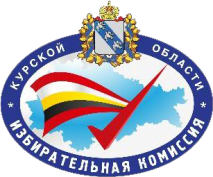 КУРСКОЙ ОБЛАСТИ
ИЗБИРАТЕЛЬНАЯ КОМИССИЯ